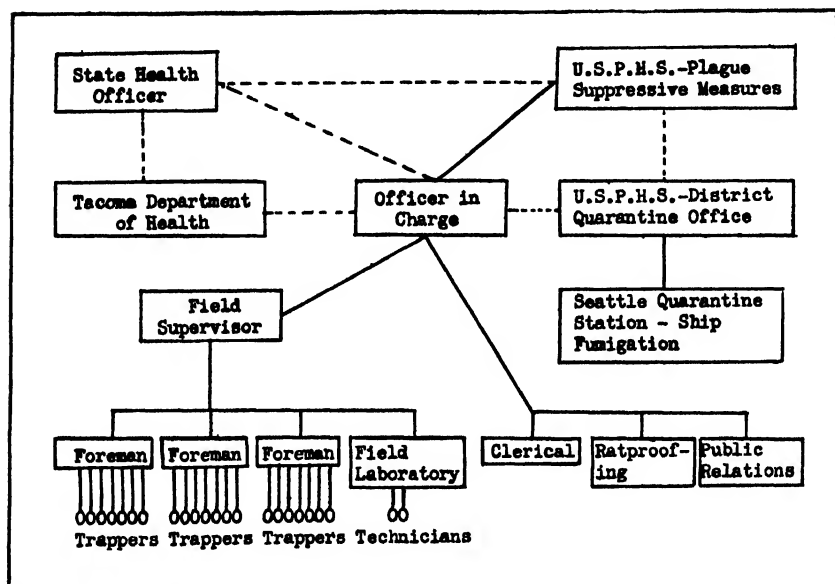 State Health
Officer
U.S.P.H.S.-Plague
Suppressive Measures
Tacoma Department
of Health
Officer in
Charge
U.S.P.H.S.-District
Quarantine Office
Field
Supervisor
Seattle Quarantine
Station - Ship
Fumigation
Foreman
Foreman
Foreman
Field
Laboratory
Clerical
Ratproof-
ing
Public
Relations
Trappers
Trappers
Trappers
Technicians